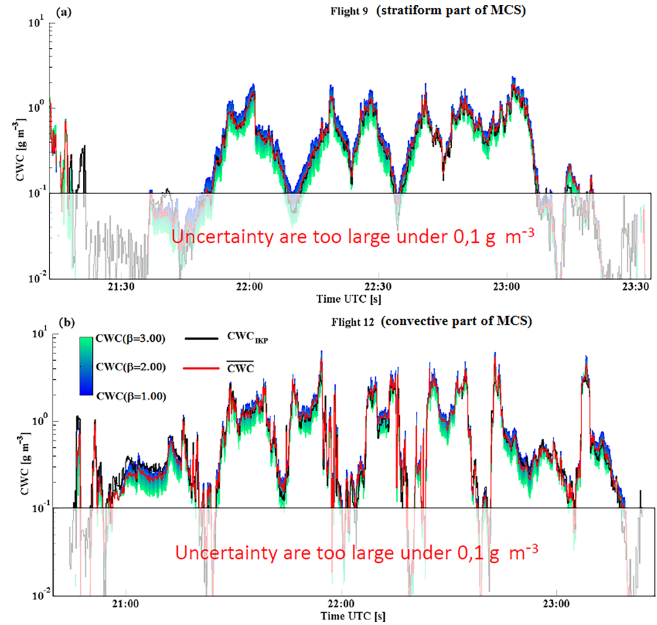 (a)
Flight 9 (stratiform part of MCS)
10¹
10⁰
10⁻¹
10⁻²
CWC [g m⁻³]
Uncertainty are too large under 0,1 g m⁻³
21:30 22:00 22:30 23:00 23:30
Time UTC [s]
(b)
Flight 12 (convective part of MCS)
10¹
10⁰
10⁻¹
10⁻²
CWC [g m⁻³]
CWC(β=3.00)
CWC(β=2.00)
CWC(β=1.00)
CWC_IKP
C̅W̅C̅
Uncertainty are too large under 0,1 g m⁻³
21:00 22:00 23:00
Time UTC [s]